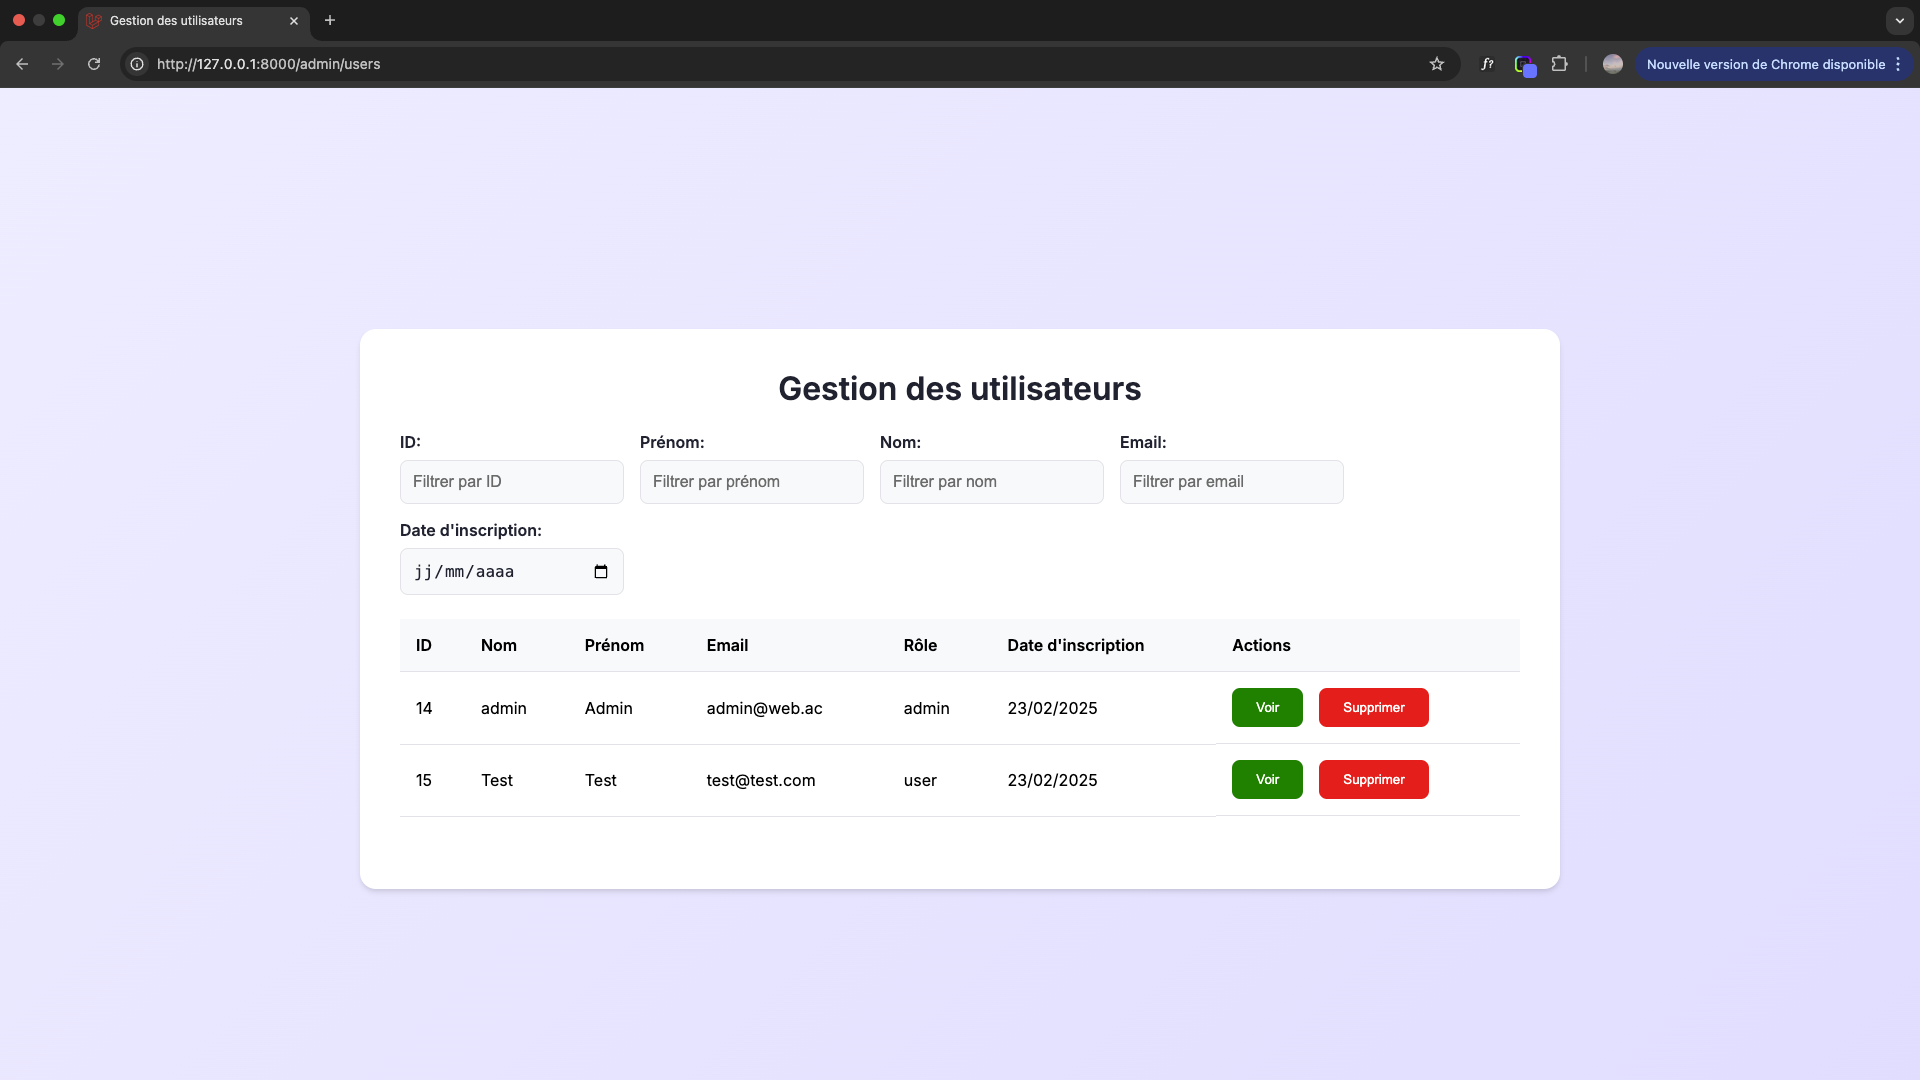 Gestion des utilisateurs
http://127.0.0.1:8000/admin/users
f?
Nouvelle version de Chrome disponible
Gestion des utilisateurs
ID: Prénom: Nom: Email:
Filtrer par ID Filtrer par prénom Filtrer par nom Filtrer par email
Date d'inscription:
jj/mm/aaaa
ID Nom Prénom Email Rôle Date d'inscription Actions
14 admin Admin admin@web.ac admin 23/02/2025 Voir Supprimer
15 Test Test test@test.com user 23/02/2025 Voir Supprimer